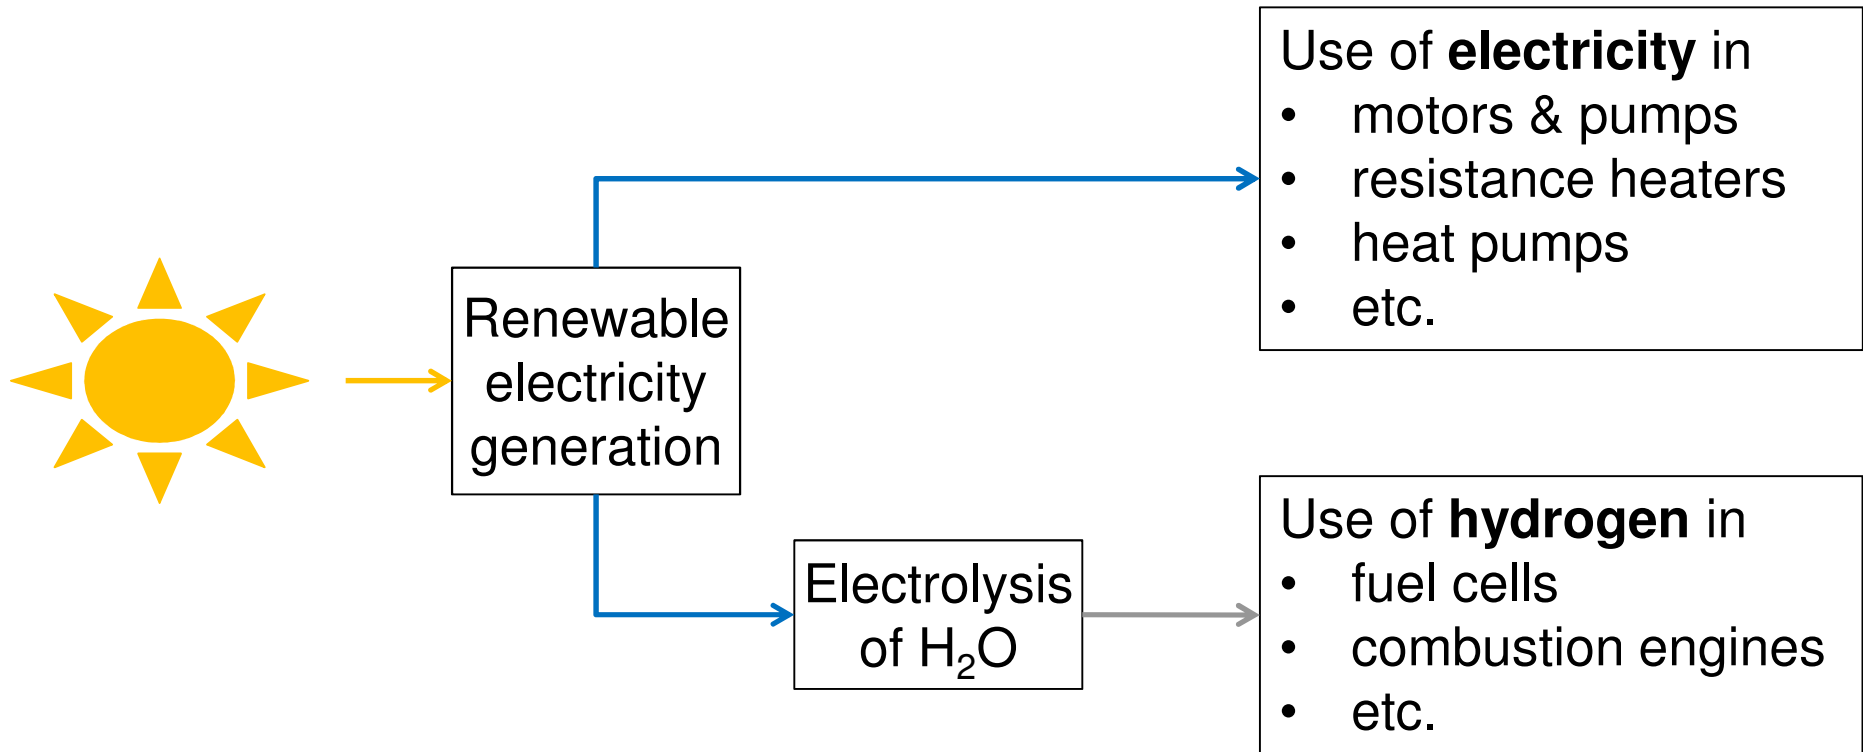 Use of electricity in
• motors & pumps
• resistance heaters
• heat pumps
• etc.
Renewable
electricity
generation
Electrolysis
of H₂O
Use of hydrogen in
• fuel cells
• combustion engines
• etc.